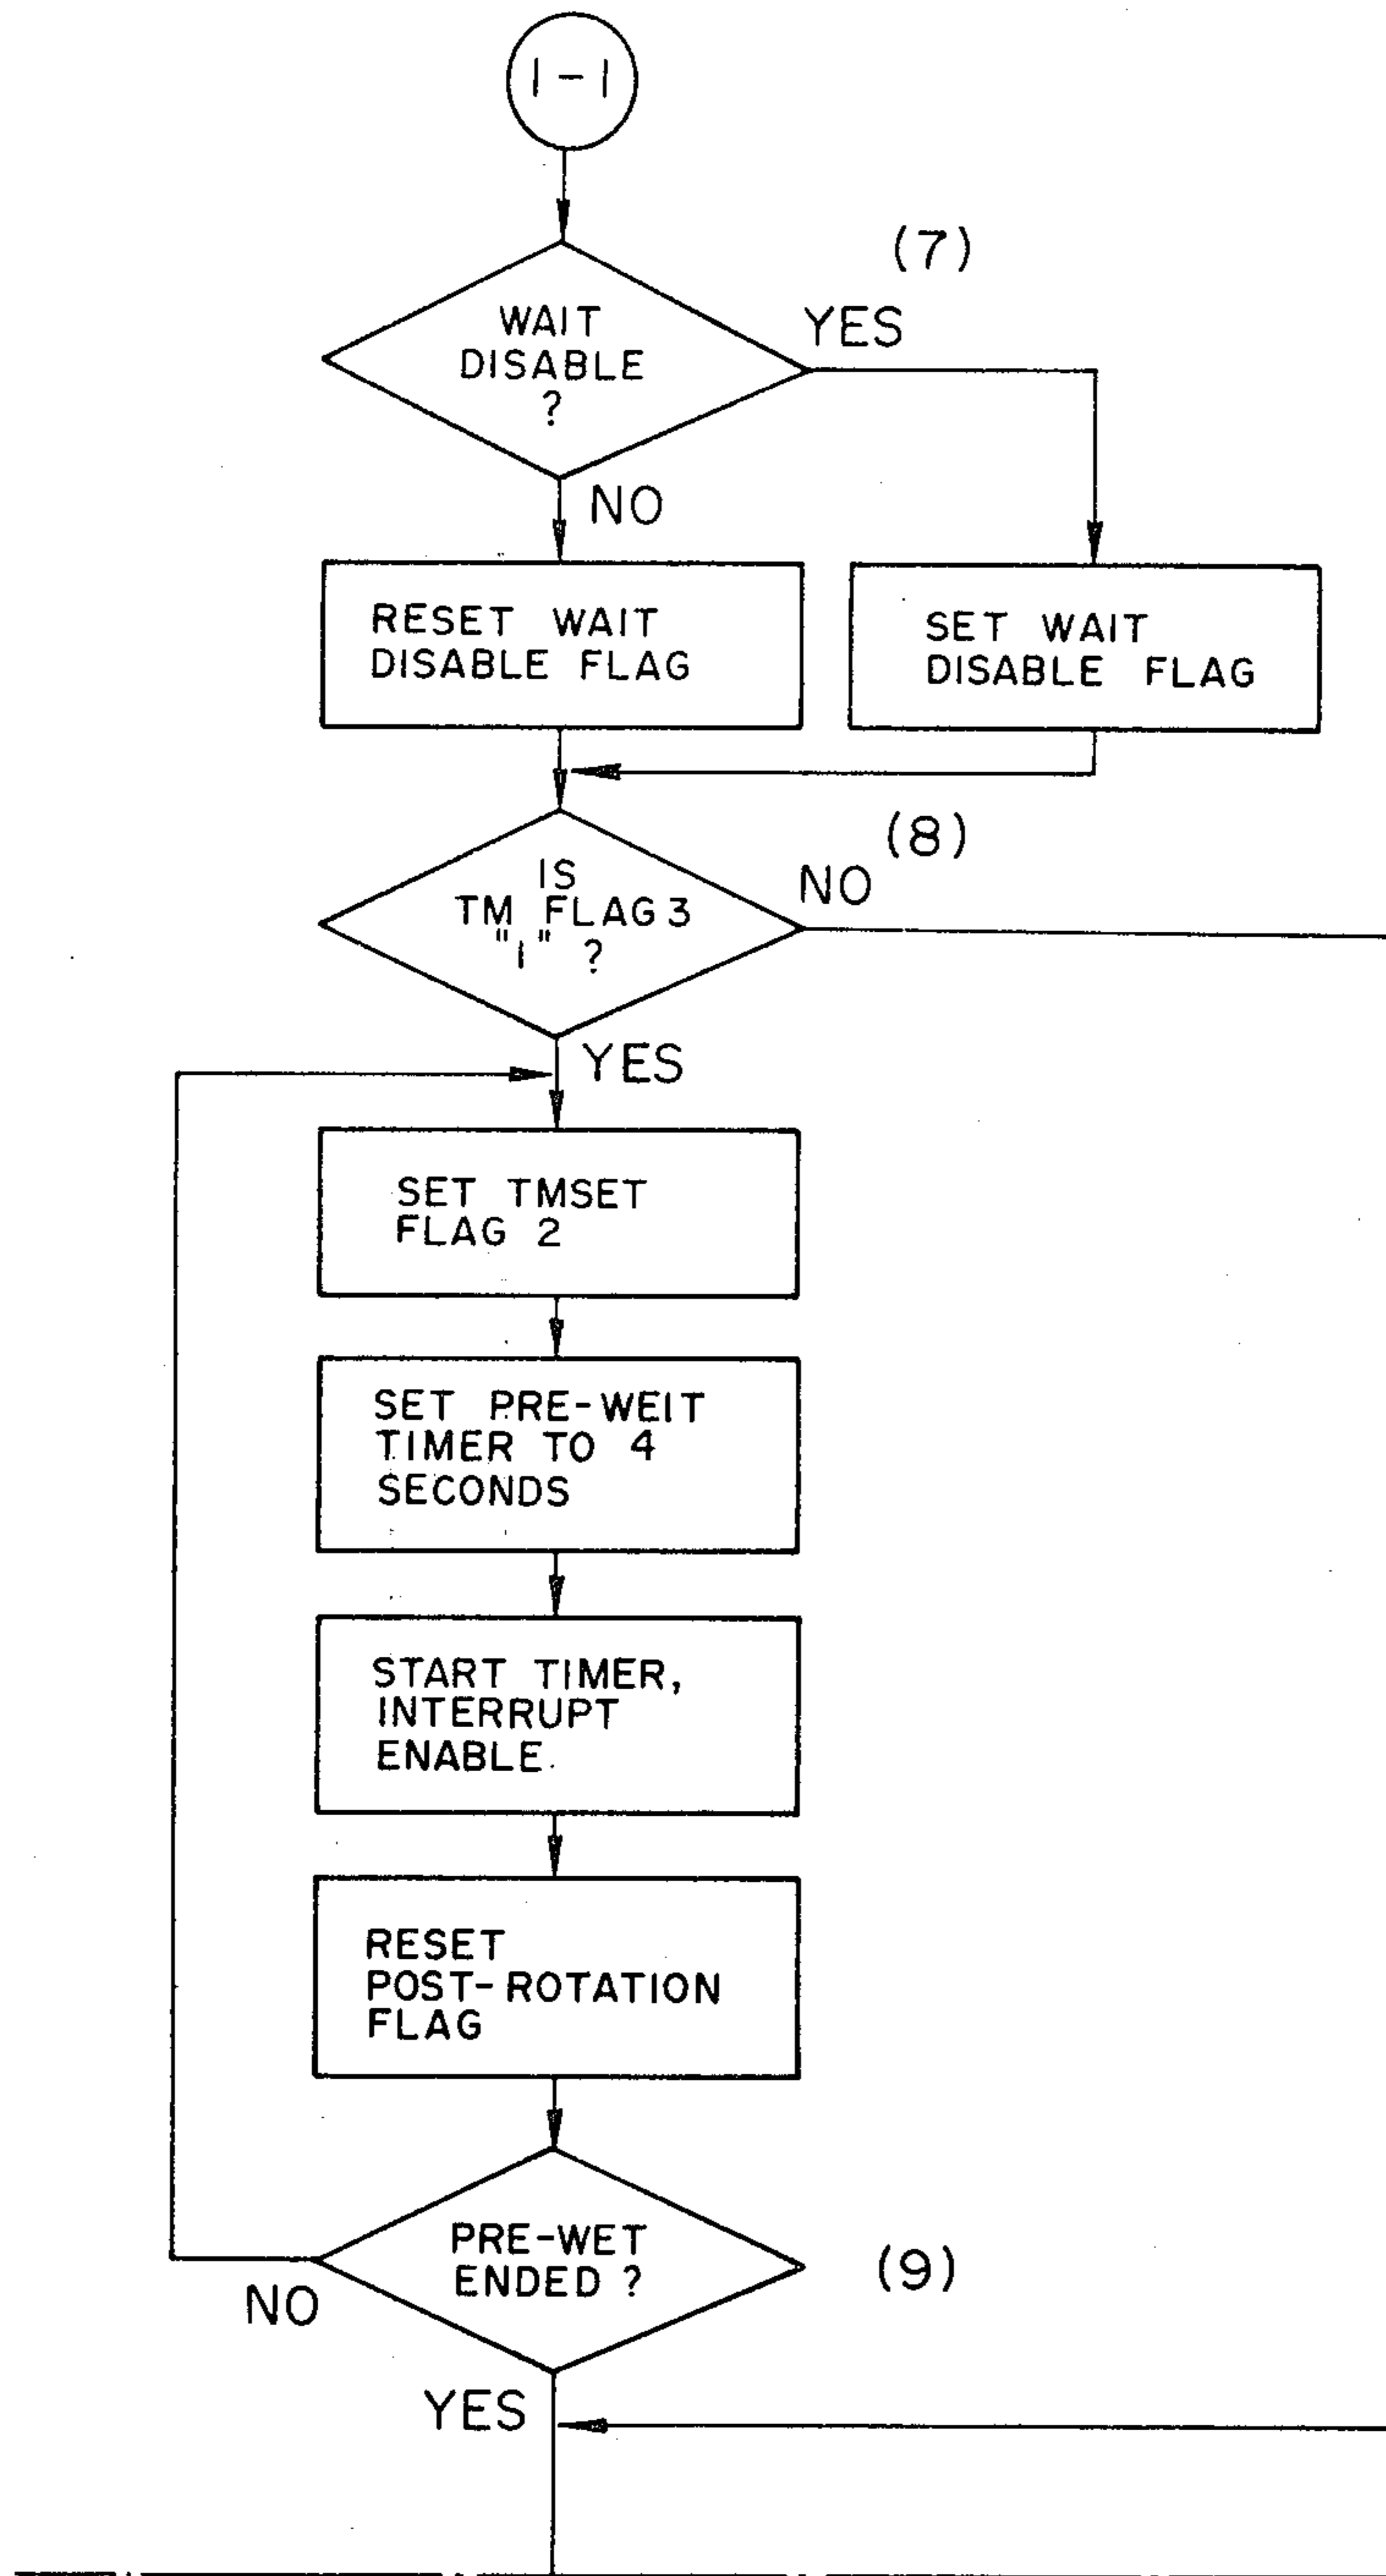 1-1
(7)
WAIT
DISABLE
?
YES
NO
RESET WAIT
DISABLE FLAG
SET WAIT
DISABLE FLAG
(8)
IS
TM FLAG 3
"1" ?
NO
YES
SET TMSET
FLAG 2
SET PRE-WEIT
TIMER TO 4
SECONDS
START TIMER,
INTERRUPT
ENABLE.
RESET
POST-ROTATION
FLAG
PRE-WET
ENDED ?
(9)
NO
YES